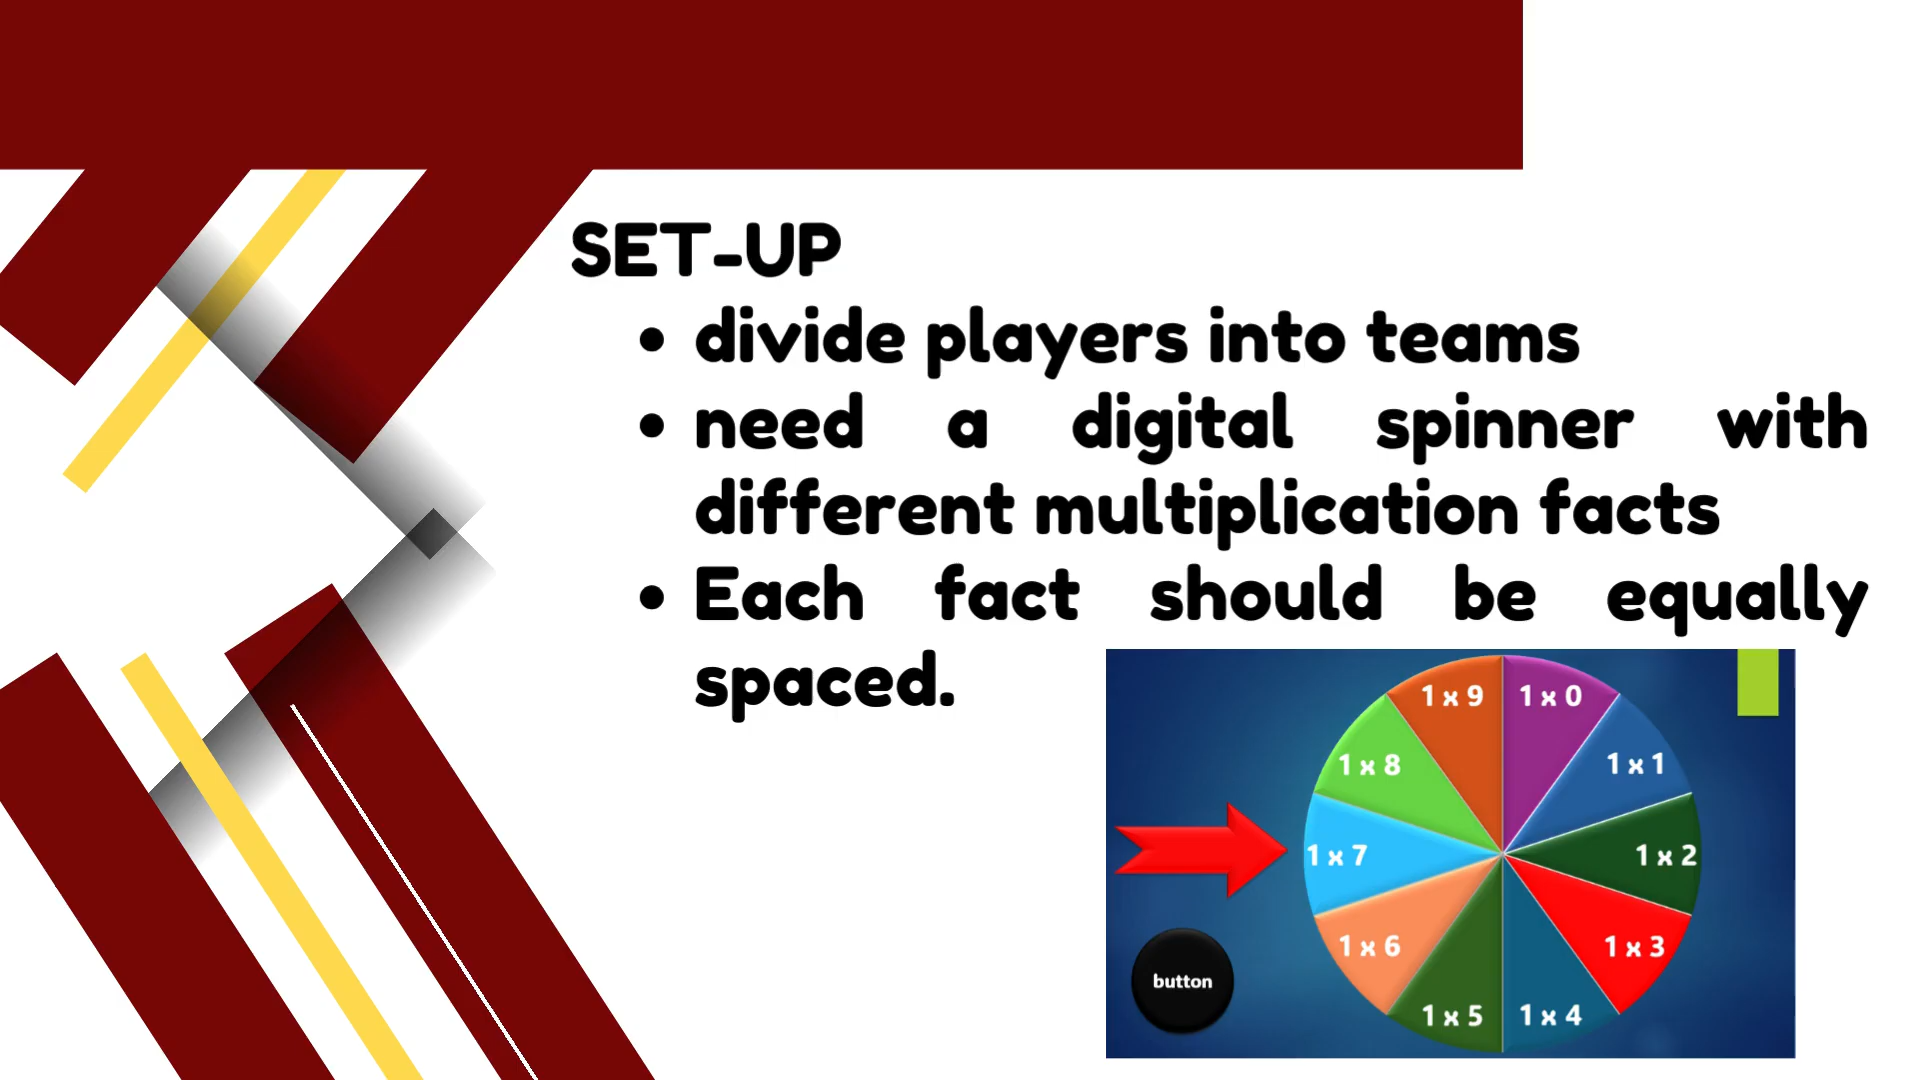 SET-UP
• divide players into teams
• need a digital spinner with
different multiplication facts
• Each fact should be equally
spaced.
1 x 9 1 x 0
1 x 8 1 x 1
1 x 7 1 x 2
1 x 6 1 x 3
button
1 x 5 1 x 4